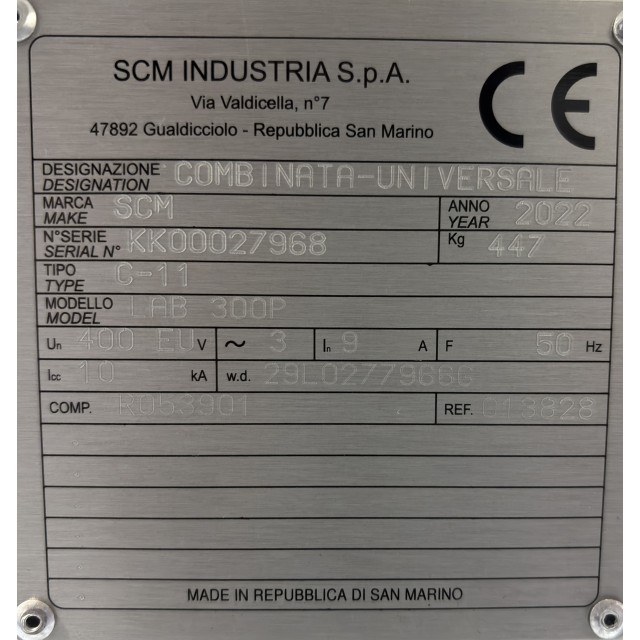 SCM INDUSTRIA S.p.A.
Via Valdicella, n°7
47892 Gualdicciolo - Repubblica San Marino
CE
DESIGNAZIONE DESIGNATION COMBINATA-UNIVERSALE
MARCA MAKE SCM ANNO YEAR 2022
N°SERIE SERIAL N° KK00027968 Kg 447
TIPO TYPE C-11
MODELLO MODEL LAB 300P
Un 400 EU V ~ 3 In 9 A F 50 Hz
Icc 10 kA w.d.
COMP. R053901 REF. 013828
MADE IN REPUBBLICA DI SAN MARINO